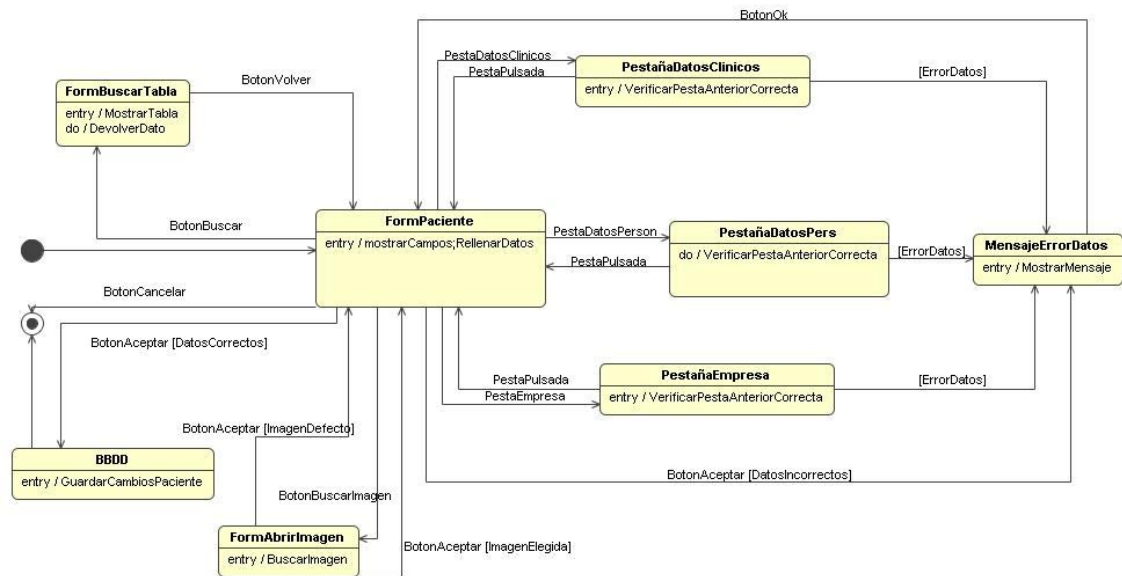 BotonOk
PestaDatosClinicos
PestaPulsada
PestañaDatosClinicos
entry / VerificarPestaAnteriorCorrecta
[ErrorDatos]
BotonVolver
FormBuscarTabla
entry / MostrarTabla
do / DevolverDato
BotonBuscar
FormPaciente
entry / mostrarCampos;RellenarDatos
PestaDatosPerson
PestaPulsada
PestañaDatosPers
do / VerificarPestaAnteriorCorrecta
[ErrorDatos]
MensajeErrorDatos
entry / MostrarMensaje
BotonCancelar
BotonAceptar [DatosCorrectos]
PestaPulsada
PestaEmpresa
PestañaEmpresa
entry / VerificarPestaAnteriorCorrecta
[ErrorDatos]
BotonAceptar [ImagenDefecto]
BBDD
entry / GuardarCambiosPaciente
BotonAceptar [DatosIncorrectos]
BotonBuscarImagen
FormAbrirImagen
entry / BuscarImagen
BotonAceptar [ImagenElegida]